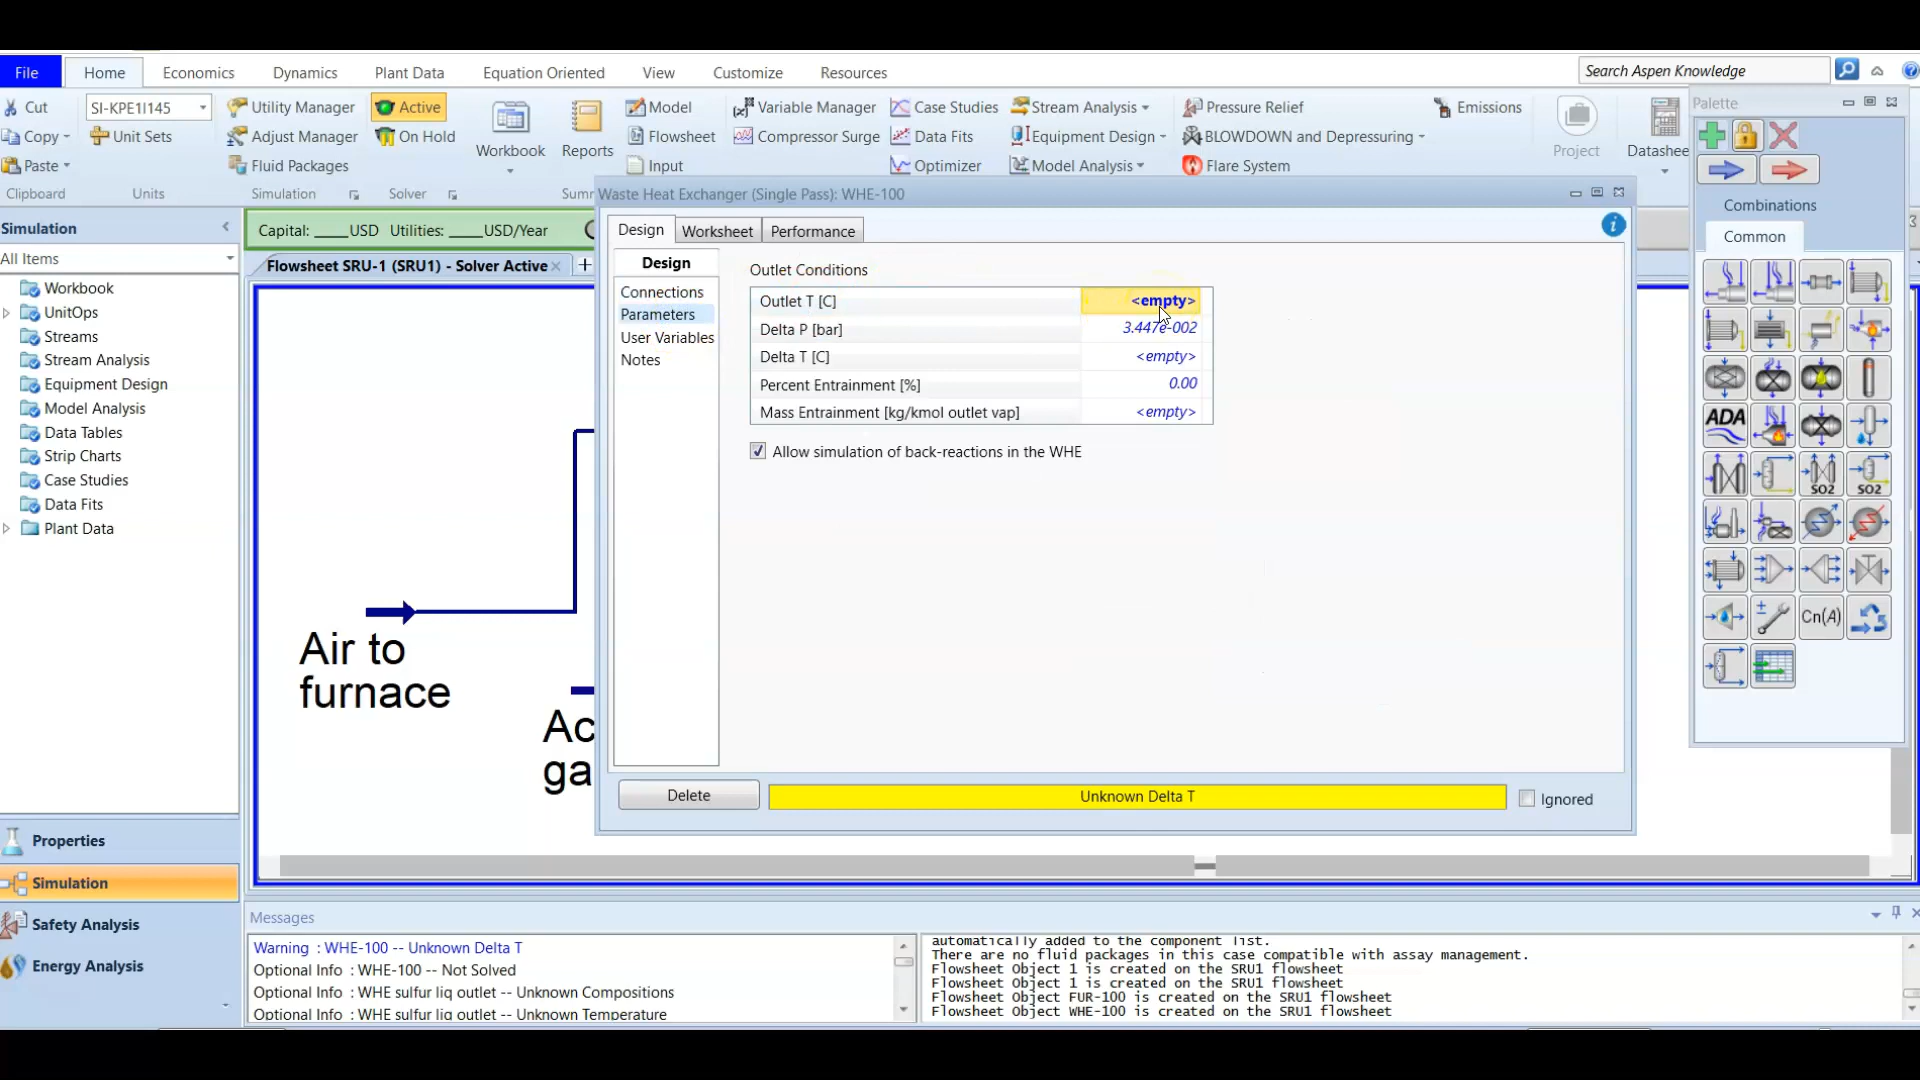 File Home Economics Dynamics Plant Data Equation Oriented View Customize Resources Search Aspen Knowledge
Cut SI-KPE1I145 Utility Manager Active Model Variable Manager Case Studies Stream Analysis Pressure Relief Emissions
Copy Unit Sets Adjust Manager On Hold Workbook Reports Flowsheet Compressor Surge Data Fits Equipment Design BLOWDOWN and Depressuring Project Datashee
Paste Fluid Packages Input Optimizer Model Analysis Flare System
Clipboard Units Simulation Solver Summ
Palette
Combinations
Common
ADA
SO2 SO2
Cn(A)
Simulation
All Items
Workbook
UnitOps
Streams
Stream Analysis
Equipment Design
Model Analysis
Data Tables
Strip Charts
Case Studies
Data Fits
Plant Data
Properties
Simulation
Safety Analysis
Energy Analysis
Capital: ____USD Utilities: ____USD/Year
Flowsheet SRU-1 (SRU1) - Solver Active
Air to
furnace
Ac
ga
Waste Heat Exchanger (Single Pass): WHE-100
Design Worksheet Performance
Design
Connections
Parameters
User Variables
Notes
Outlet Conditions
Outlet T [C] <empty>
Delta P [bar] 3.447e-002
Delta T [C] <empty>
Percent Entrainment [%] 0.00
Mass Entrainment [kg/kmol outlet vap] <empty>
Allow simulation of back-reactions in the WHE
Delete Unknown Delta T Ignored
Messages
Warning : WHE-100 -- Unknown Delta T
Optional Info : WHE-100 -- Not Solved
Optional Info : WHE sulfur liq outlet -- Unknown Compositions
Optional Info : WHE sulfur liq outlet -- Unknown Temperature
automatically added to the component list.
There are no fluid packages in this case compatible with assay management.
Flowsheet Object 1 is created on the SRU1 flowsheet
Flowsheet Object 1 is created on the SRU1 flowsheet
Flowsheet Object FUR-100 is created on the SRU1 flowsheet
Flowsheet Object WHE-100 is created on the SRU1 flowsheet